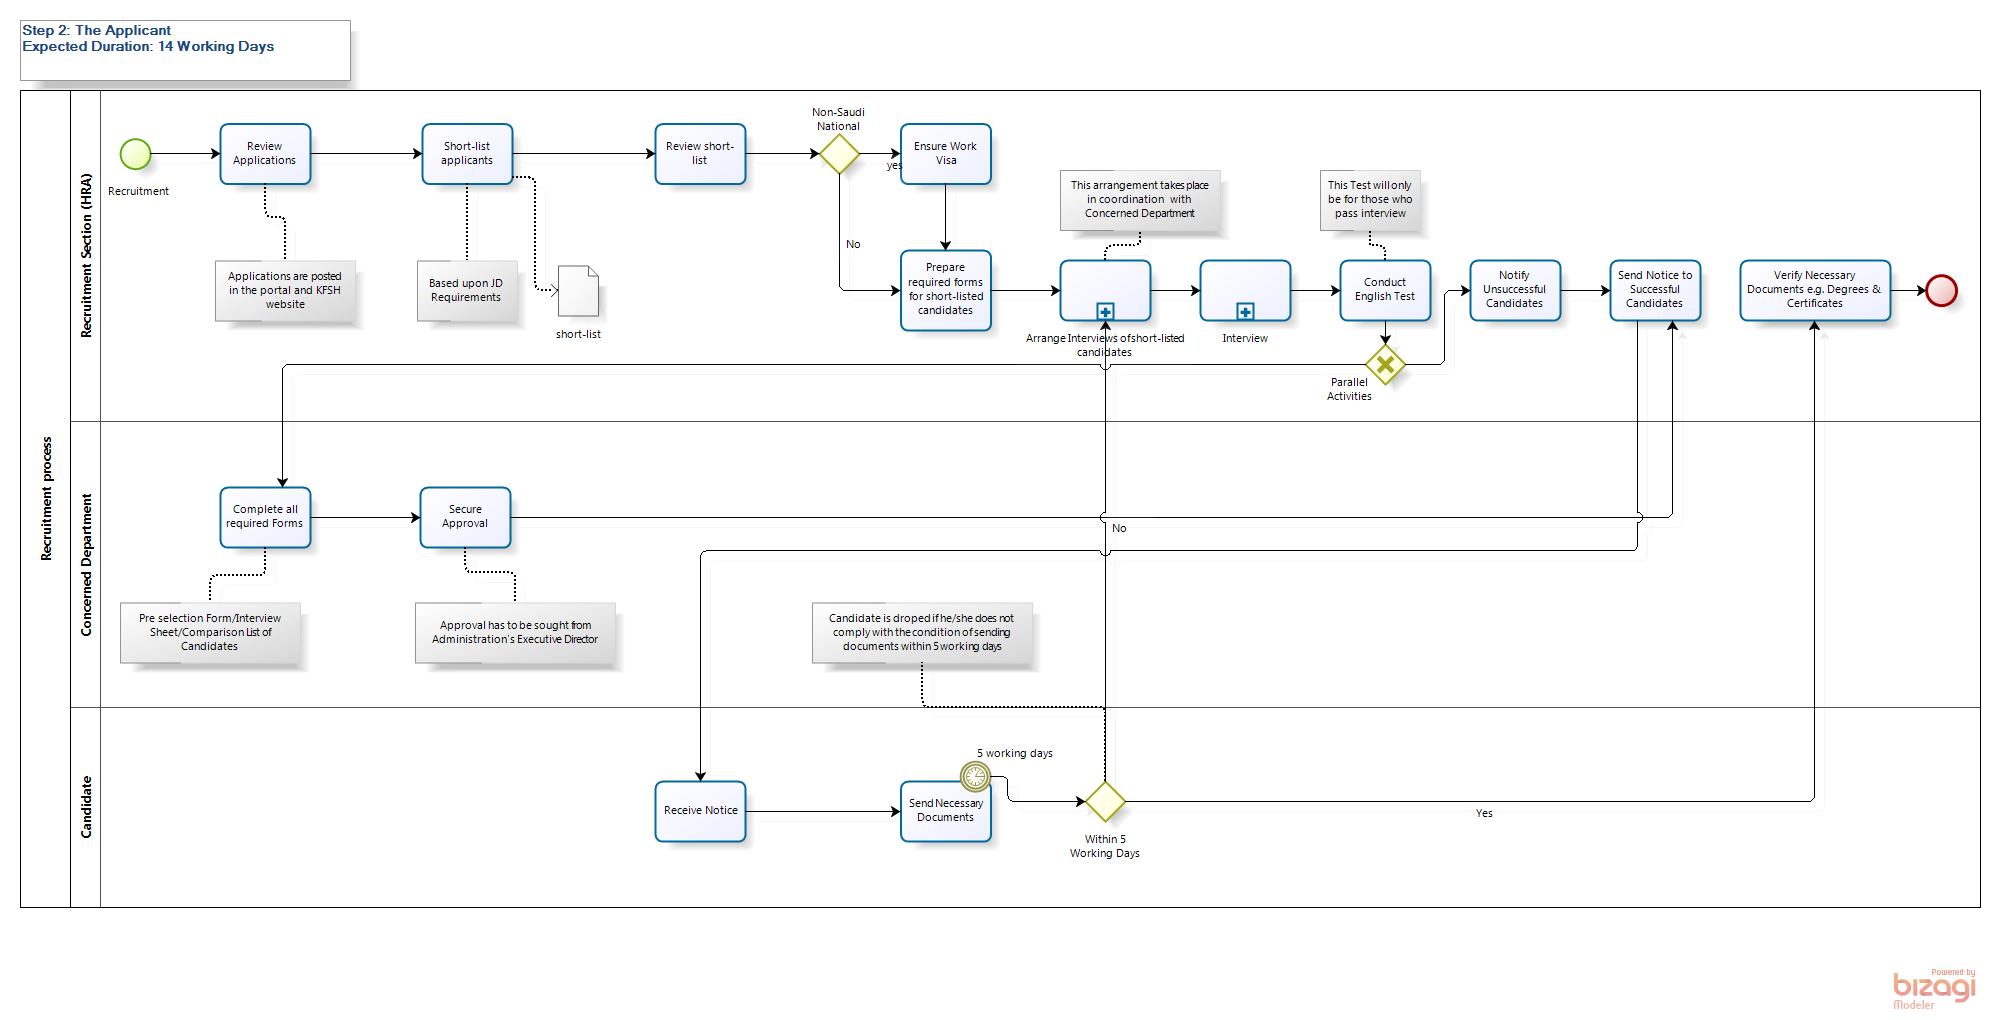 Step 2: The Applicant
Expected Duration: 14 Working Days
Recruitment process
Recruitment Section (HRA)
Recruitment
Review
Applications
Applications are posted
in the portal and KFSH
website
Short-list
applicants
Based upon JD
Requirements
short-list
Review short-
list
Non-Saudi
National
yes
No
Ensure Work
Visa
Prepare
required forms
for short-listed
candidates
This arrangement takes place
in coordination with
Concerned Department
Arrange Interviews of short-listed
candidates
Interview
This Test will only
be for those who
pass interview
Conduct
English Test
Parallel
Activities
Notify
Unsuccessful
Candidates
Send Notice to
Successful
Candidates
Verify Necessary
Documents e.g. Degrees &
Certificates
Concerned Department
Complete all
required Forms
Pre selection Form/Interview
Sheet/Comparison List of
Candidates
Secure
Approval
Approval has to be sought from
Administration's Executive Director
No
Candidate is droped if he/she does not
comply with the condition of sending
documents within 5 working days
Candidate
Receive Notice
Send Necessary
Documents
5 working days
Within 5
Working Days
Yes
Powered by
bizagi
Modeler